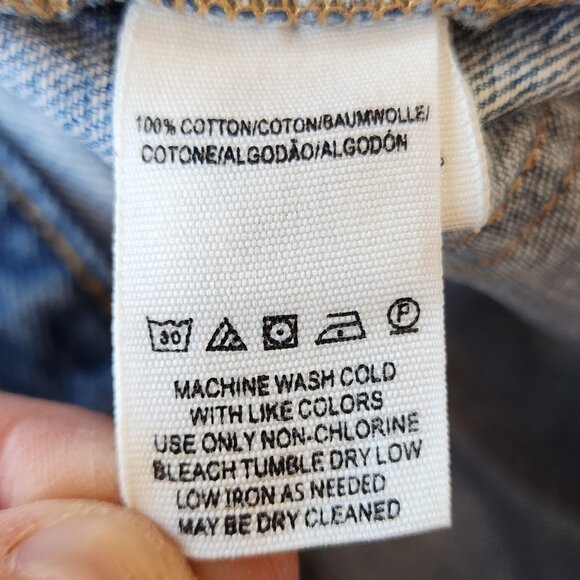 100% COTTON/COTON/BAUMWOLLE/
COTONE/ALGODÃO/ALGODÓN
30
P
MACHINE WASH COLD
WITH LIKE COLORS
USE ONLY NON-CHLORINE
BLEACH TUMBLE DRY LOW
LOW IRON AS NEEDED
MAY BE DRY CLEANED